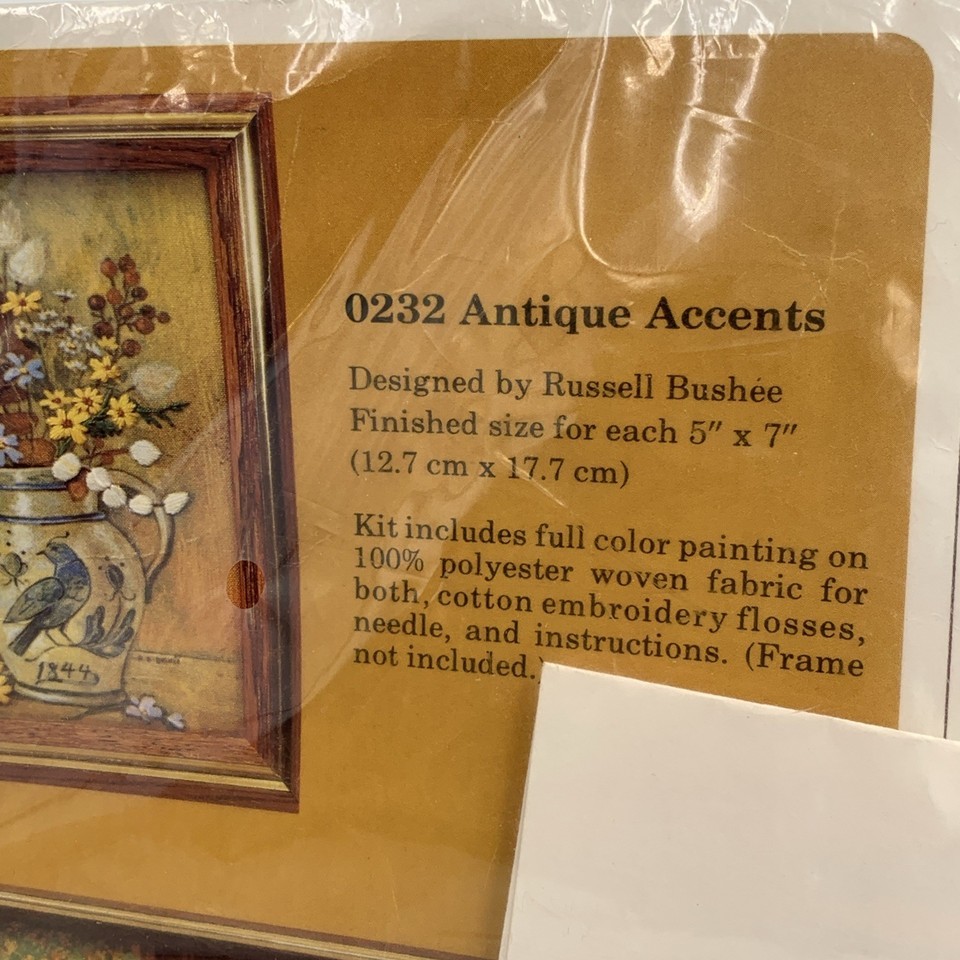 0232 Antique Accents
Designed by Russell Bushée
Finished size for each 5" x 7"
(12.7 cm x 17.7 cm)
Kit includes full color painting on
100% polyester woven fabric for
both, cotton embroidery flosses,
needle, and instructions. (Frame
not included.)
1844